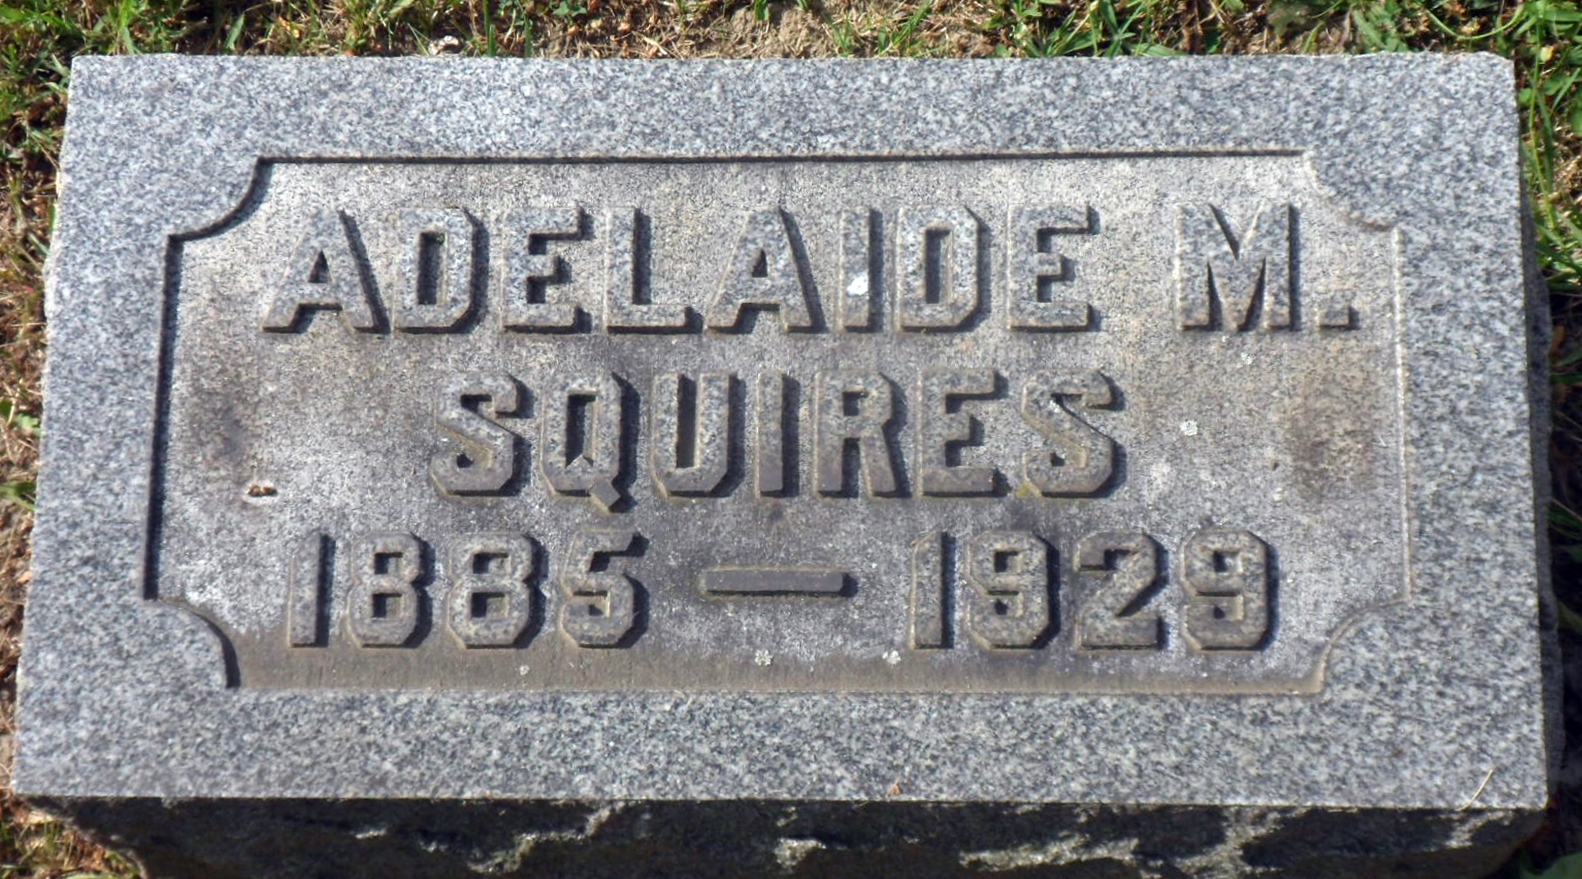 ADELAIDE M.
SQUIRES
1885 — 1929